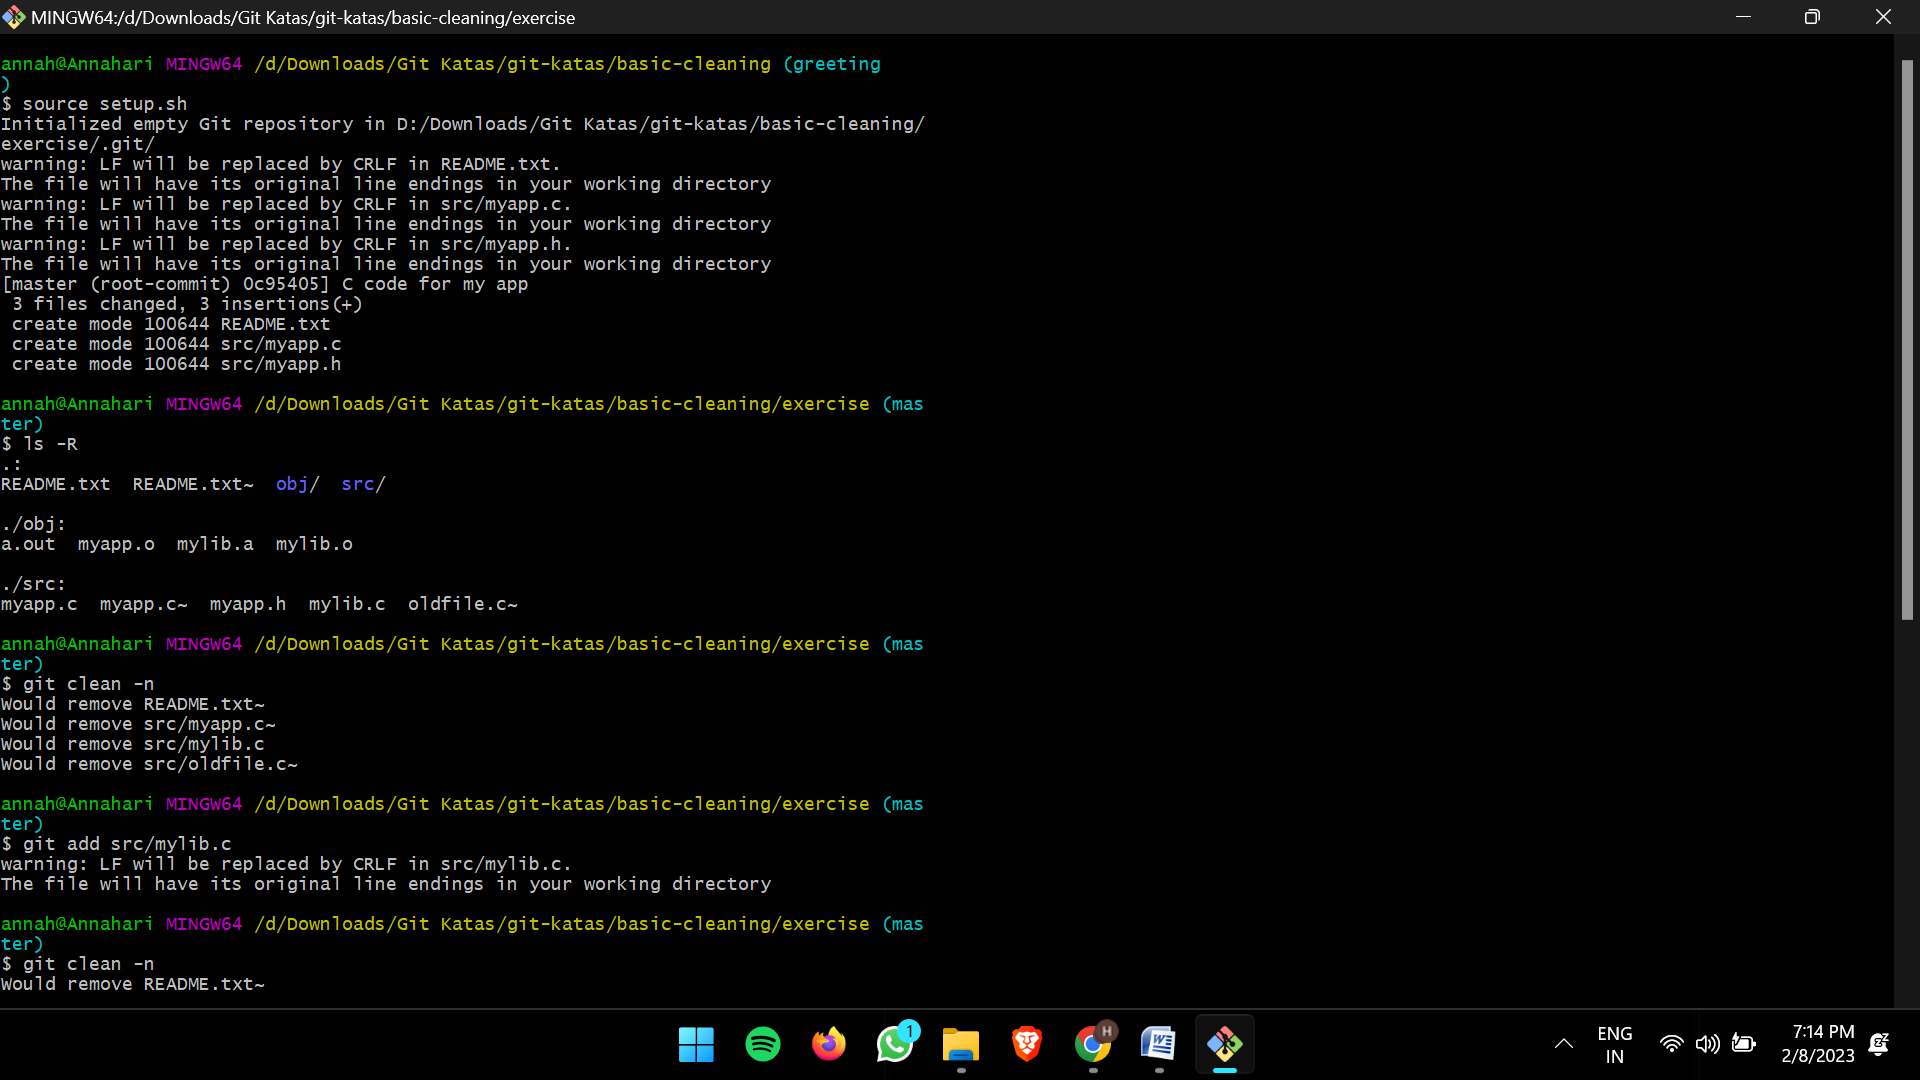 MINGW64:/d/Downloads/Git Katas/git-katas/basic-cleaning/exercise
annah@Annahari MINGW64 /d/Downloads/Git Katas/git-katas/basic-cleaning (greeting
)
$ source setup.sh
Initialized empty Git repository in D:/Downloads/Git Katas/git-katas/basic-cleaning/
exercise/.git/
warning: LF will be replaced by CRLF in README.txt.
The file will have its original line endings in your working directory
warning: LF will be replaced by CRLF in src/myapp.c.
The file will have its original line endings in your working directory
warning: LF will be replaced by CRLF in src/myapp.h.
The file will have its original line endings in your working directory
[master (root-commit) 0c95405] C code for my app
 3 files changed, 3 insertions(+)
 create mode 100644 README.txt
 create mode 100644 src/myapp.c
 create mode 100644 src/myapp.h
annah@Annahari MINGW64 /d/Downloads/Git Katas/git-katas/basic-cleaning/exercise (mas
ter)
$ ls -R
.:
README.txt  README.txt~  obj/  src/
./obj:
a.out  myapp.o  mylib.a  mylib.o
./src:
myapp.c  myapp.c~  myapp.h  mylib.c  oldfile.c~
annah@Annahari MINGW64 /d/Downloads/Git Katas/git-katas/basic-cleaning/exercise (mas
ter)
$ git clean -n
Would remove README.txt~
Would remove src/myapp.c~
Would remove src/mylib.c
Would remove src/oldfile.c~
annah@Annahari MINGW64 /d/Downloads/Git Katas/git-katas/basic-cleaning/exercise (mas
ter)
$ git add src/mylib.c
warning: LF will be replaced by CRLF in src/mylib.c.
The file will have its original line endings in your working directory
annah@Annahari MINGW64 /d/Downloads/Git Katas/git-katas/basic-cleaning/exercise (mas
ter)
$ git clean -n
Would remove README.txt~
1
H
W
ENG
IN
7:14 PM
2/8/2023